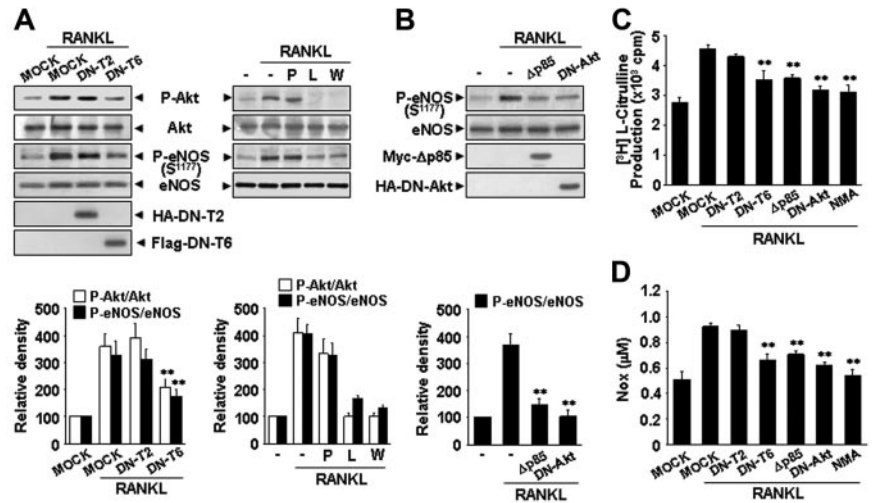 A
RANKL
MOCK
MOCK
DN-T2
DN-T6
P-Akt
Akt
P-eNOS
(S1177)
eNOS
HA-DN-T2
Flag-DN-T6
RANKL
- - P L W
B
RANKL
- - Δp85 DN-Akt
P-eNOS
(S1177)
eNOS
Myc-Δp85
HA-DN-Akt
C
[³H] L-Citrulline
Production (x10³ cpm)
5
4
3
2
1
0
MOCK
MOCK
DN-T2
DN-T6
Δp85
DN-Akt
NMA
** ** ** **
RANKL
P-Akt/Akt
P-eNOS/eNOS
Relative density
500
400
300
200
100
0
** **
MOCK
MOCK
DN-T2
DN-T6
RANKL
P-Akt/Akt
P-eNOS/eNOS
Relative density
500
400
300
200
100
0
- - P L W
RANKL
P-eNOS/eNOS
Relative density
500
400
300
200
100
0
** **
- - Δp85 DN-Akt
RANKL
D
Nox (µM)
1.2
1.0
0.8
0.6
0.4
0.2
0
** ** ** **
MOCK
MOCK
DN-T2
DN-T6
Δp85
DN-Akt
NMA
RANKL